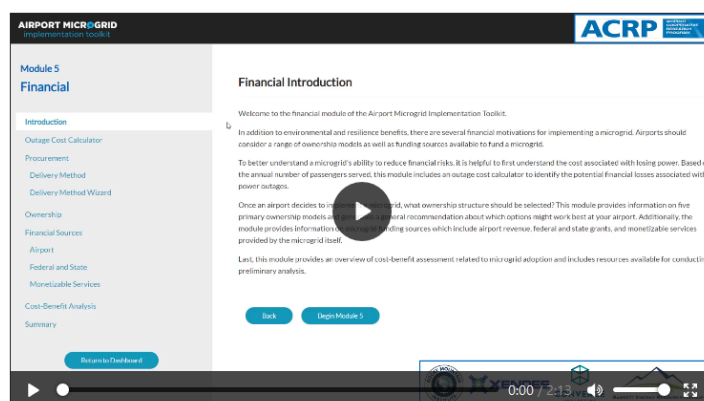 AIRPORT MICROGRID
implementation toolkit
ACRP
Module 5
Financial
Introduction
Outage Cost Calculator
Procurement
Delivery Method
Delivery Method Wizard
Ownership
Financial Sources
Airport
Federal and State
Monetizable Services
Cost-Benefit Analysis
Summary
Return to Dashboard
Financial Introduction
Welcome to the financial module of the Airport Microgrid Implementation Toolkit.
In addition to environmental and resilience benefits, there are several financial motivations for implementing a microgrid. Airports should
consider a range of ownership models as well as funding sources available to fund a microgrid.
To better understand a microgrid's ability to reduce financial risks, it is helpful to first understand the cost associated with losing power. Based
the annual number of passengers served, this module includes an outage cost calculator to identify the potential financial losses associated with
power outages.
Once an airport decides to microgrid, what ownership structure should be selected? This module provides information on five
primary ownership models and general recommendation about which options might work best at your airport. Additionally, the
module provides information funding sources which include airport revenue, federal and state grants, and monetizable services
provided by the microgrid itself.
Last, this module provides an overview of cost-benefit assessment related to microgrid adoption and includes resources available for
preliminary analysis.
Back
Begin Module 5
XENDEE
0:00 / 2:13